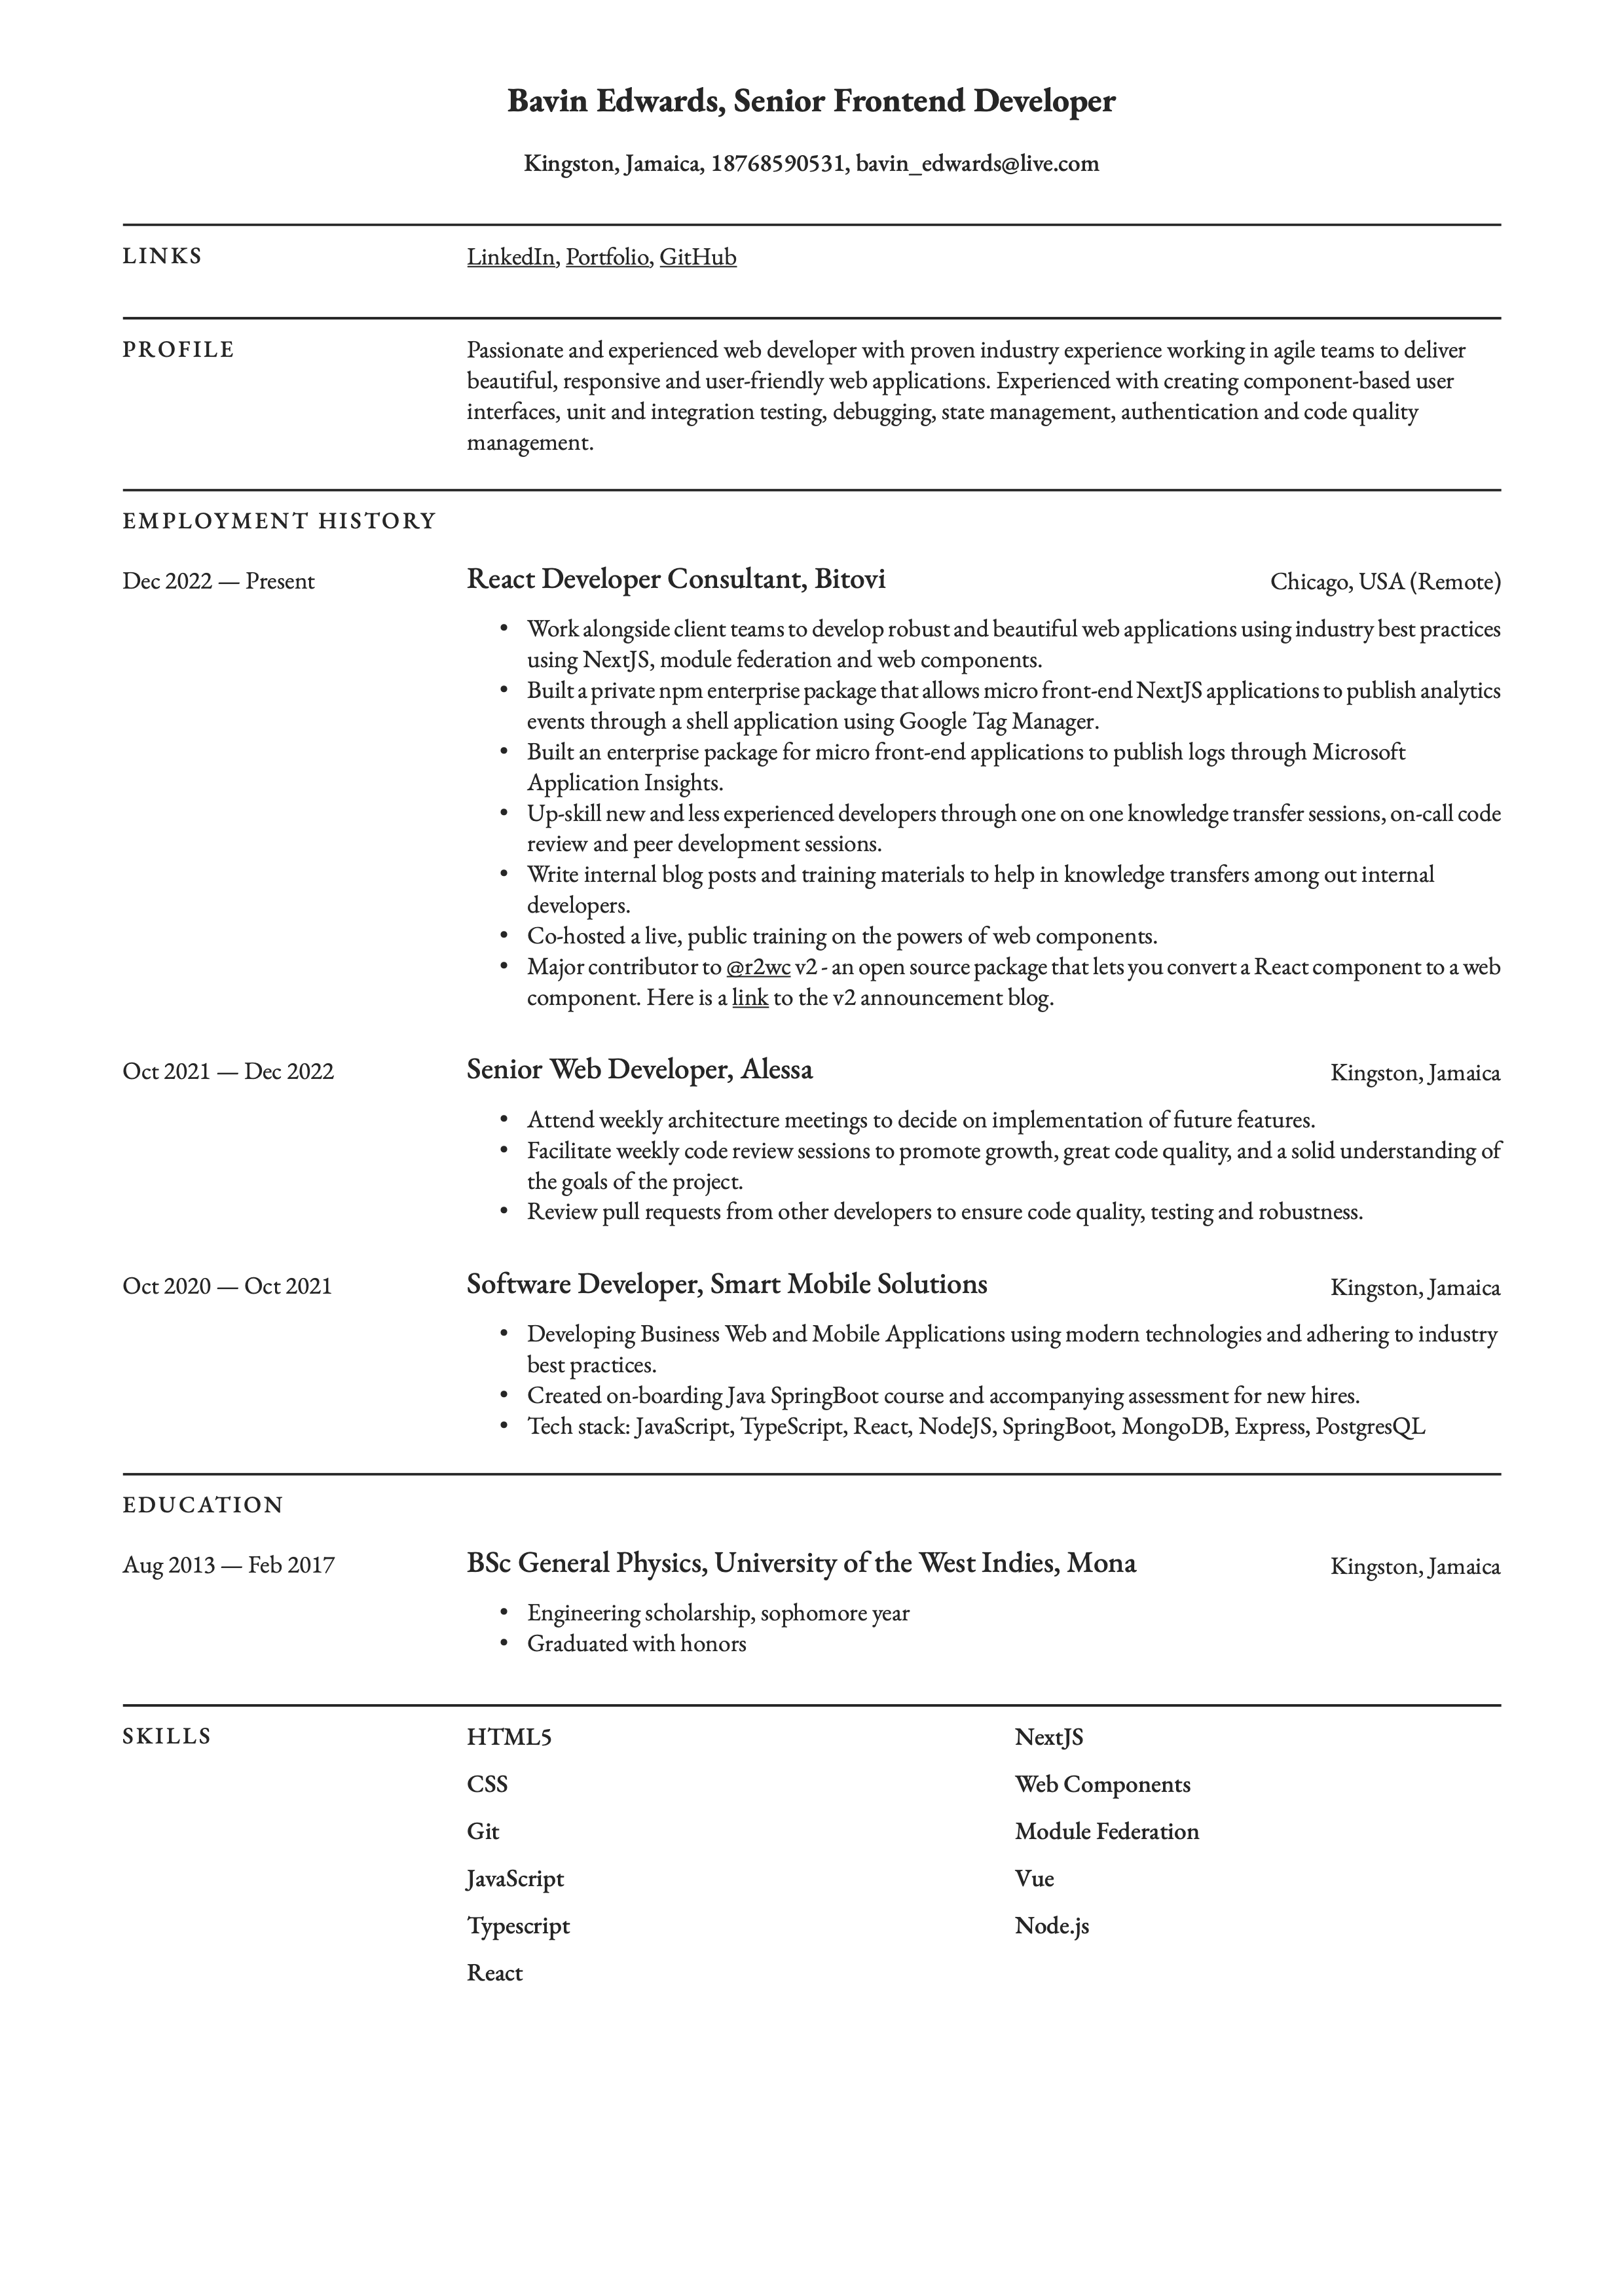 Bavin Edwards, Senior Frontend Developer
Kingston, Jamaica, 18768590531, bavin_edwards@live.com
LINKS
LinkedIn, Portfolio, GitHub
PROFILE
Passionate and experienced web developer with proven industry experience working in agile teams to deliver
beautiful, responsive and user-friendly web applications. Experienced with creating component-based user
interfaces, unit and integration testing, debugging, state management, authentication and code quality
management.
EMPLOYMENT HISTORY
Dec 2022 — Present
React Developer Consultant, Bitovi
Chicago, USA (Remote)
• Work alongside client teams to develop robust and beautiful web applications using industry best practices
using NextJS, module federation and web components.
• Built a private npm enterprise package that allows micro front-end NextJS applications to publish analytics
events through a shell application using Google Tag Manager.
• Built an enterprise package for micro front-end applications to publish logs through Microsoft
Application Insights.
• Up-skill new and less experienced developers through one on one knowledge transfer sessions, on-call code
review and peer development sessions.
• Write internal blog posts and training materials to help in knowledge transfers among out internal
developers.
• Co-hosted a live, public training on the powers of web components.
• Major contributor to @r2wc v2 - an open source package that lets you convert a React component to a web
component. Here is a link to the v2 announcement blog.
Oct 2021 — Dec 2022
Senior Web Developer, Alessa
Kingston, Jamaica
• Attend weekly architecture meetings to decide on implementation of future features.
• Facilitate weekly code review sessions to promote growth, great code quality, and a solid understanding of
the goals of the project.
• Review pull requests from other developers to ensure code quality, testing and robustness.
Oct 2020 — Oct 2021
Software Developer, Smart Mobile Solutions
Kingston, Jamaica
• Developing Business Web and Mobile Applications using modern technologies and adhering to industry
best practices.
• Created on-boarding Java SpringBoot course and accompanying assessment for new hires.
• Tech stack: JavaScript, TypeScript, React, NodeJS, SpringBoot, MongoDB, Express, PostgresQL
EDUCATION
Aug 2013 — Feb 2017
BSc General Physics, University of the West Indies, Mona
Kingston, Jamaica
• Engineering scholarship, sophomore year
• Graduated with honors
SKILLS
HTML5
CSS
Git
JavaScript
Typescript
React
NextJS
Web Components
Module Federation
Vue
Node.js